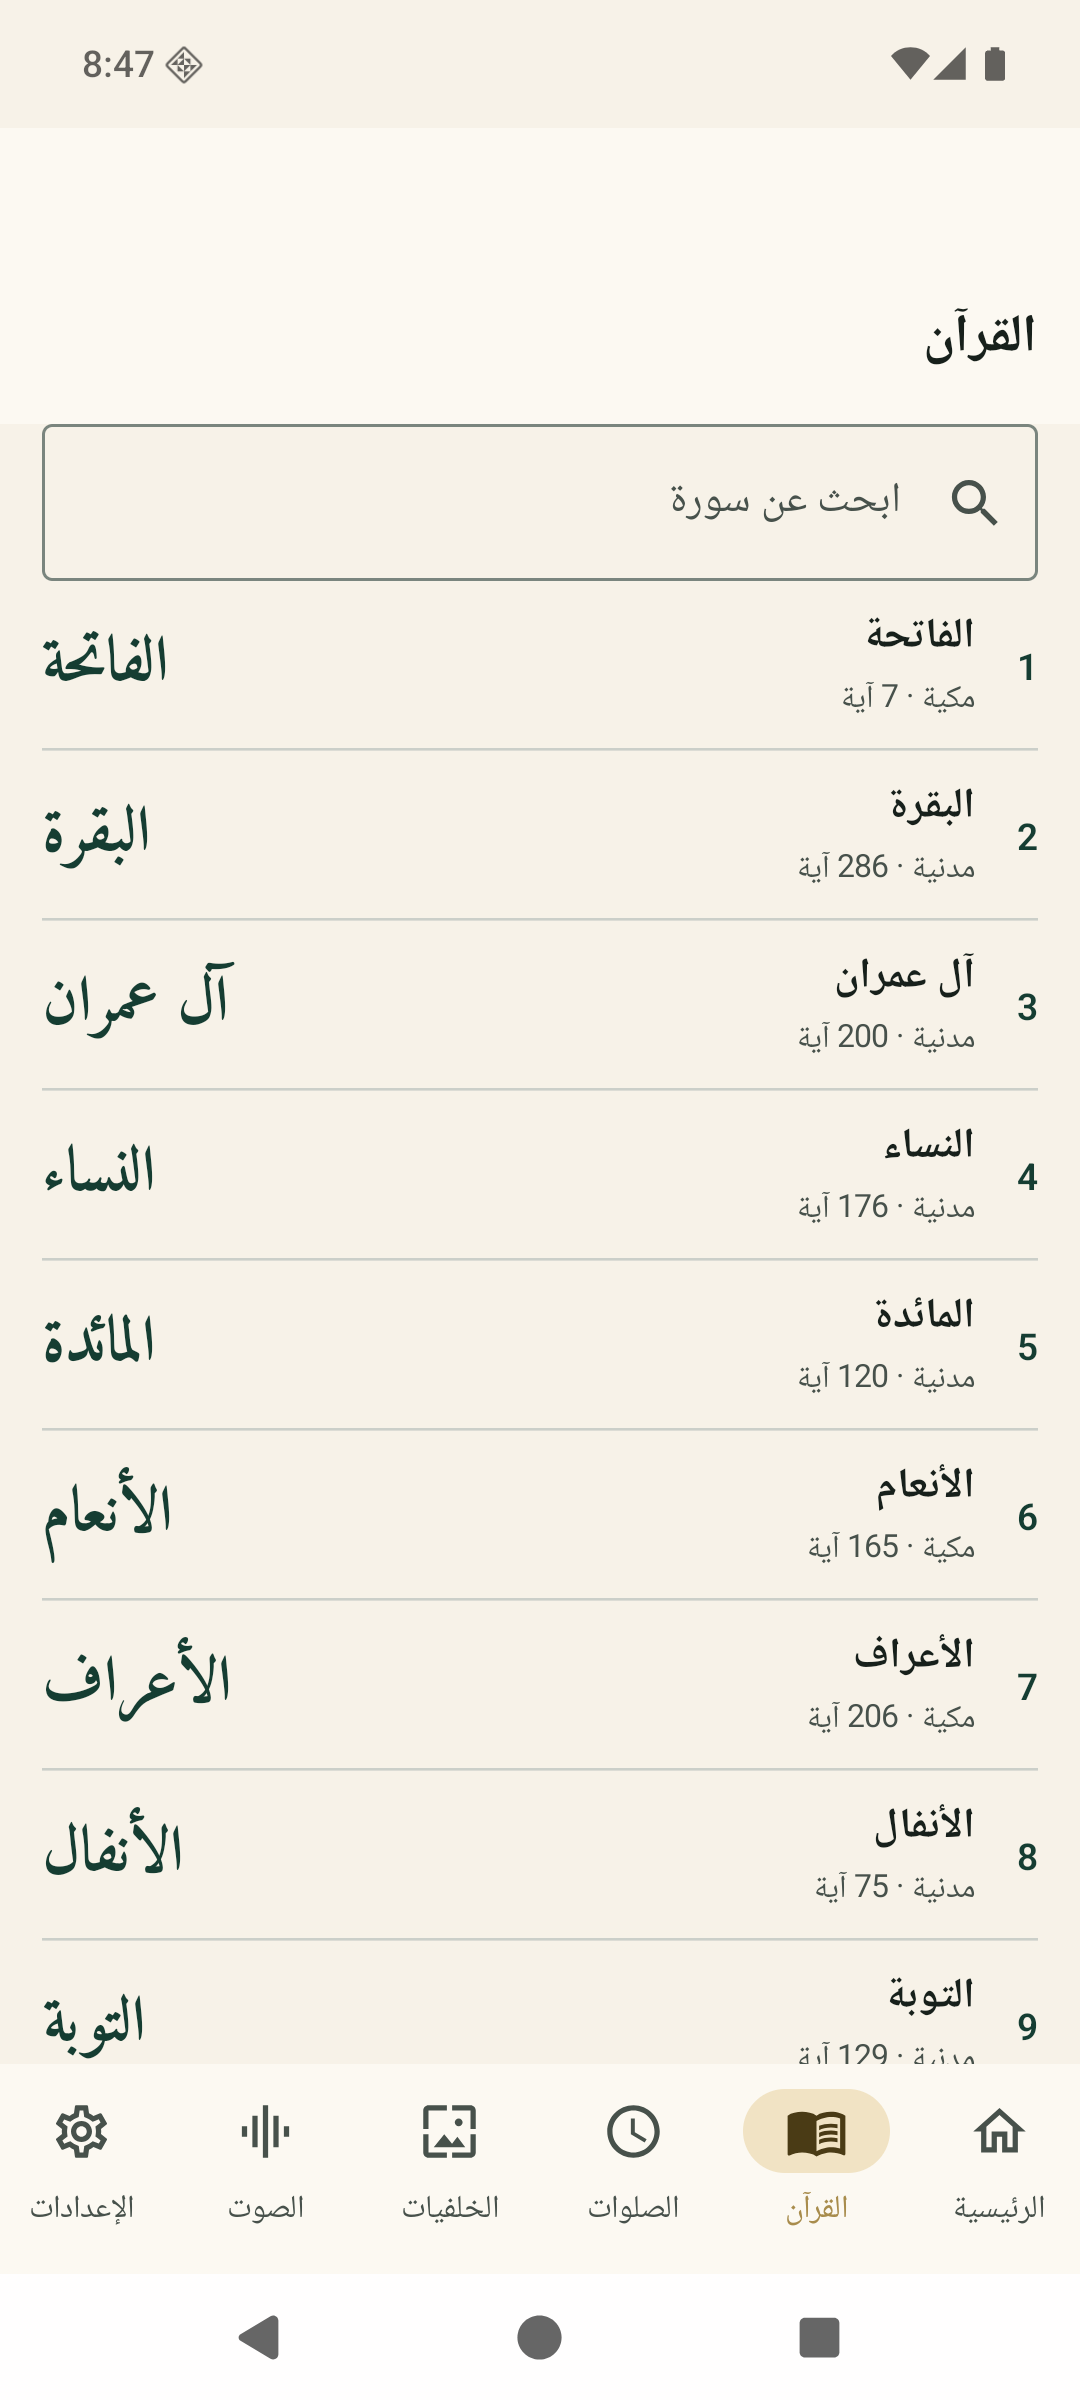 8:47
القرآن
ابحث عن سورة
1 الفاتحة الفاتحة
مكية · 7 آية
2 البقرة البقرة
مدنية · 286 آية
3 آل عمران آل عمران
مدنية · 200 آية
4 النساء النساء
مدنية · 176 آية
5 المائدة المائدة
مدنية · 120 آية
6 الأنعام الأنعام
مكية · 165 آية
7 الأعراف الأعراف
مكية · 206 آية
8 الأنفال الأنفال
مدنية · 75 آية
9 التوبة التوبة
مدنية · 129 آية
الرئيسية القرآن الصلوات الخلفيات الصوت الإعدادات